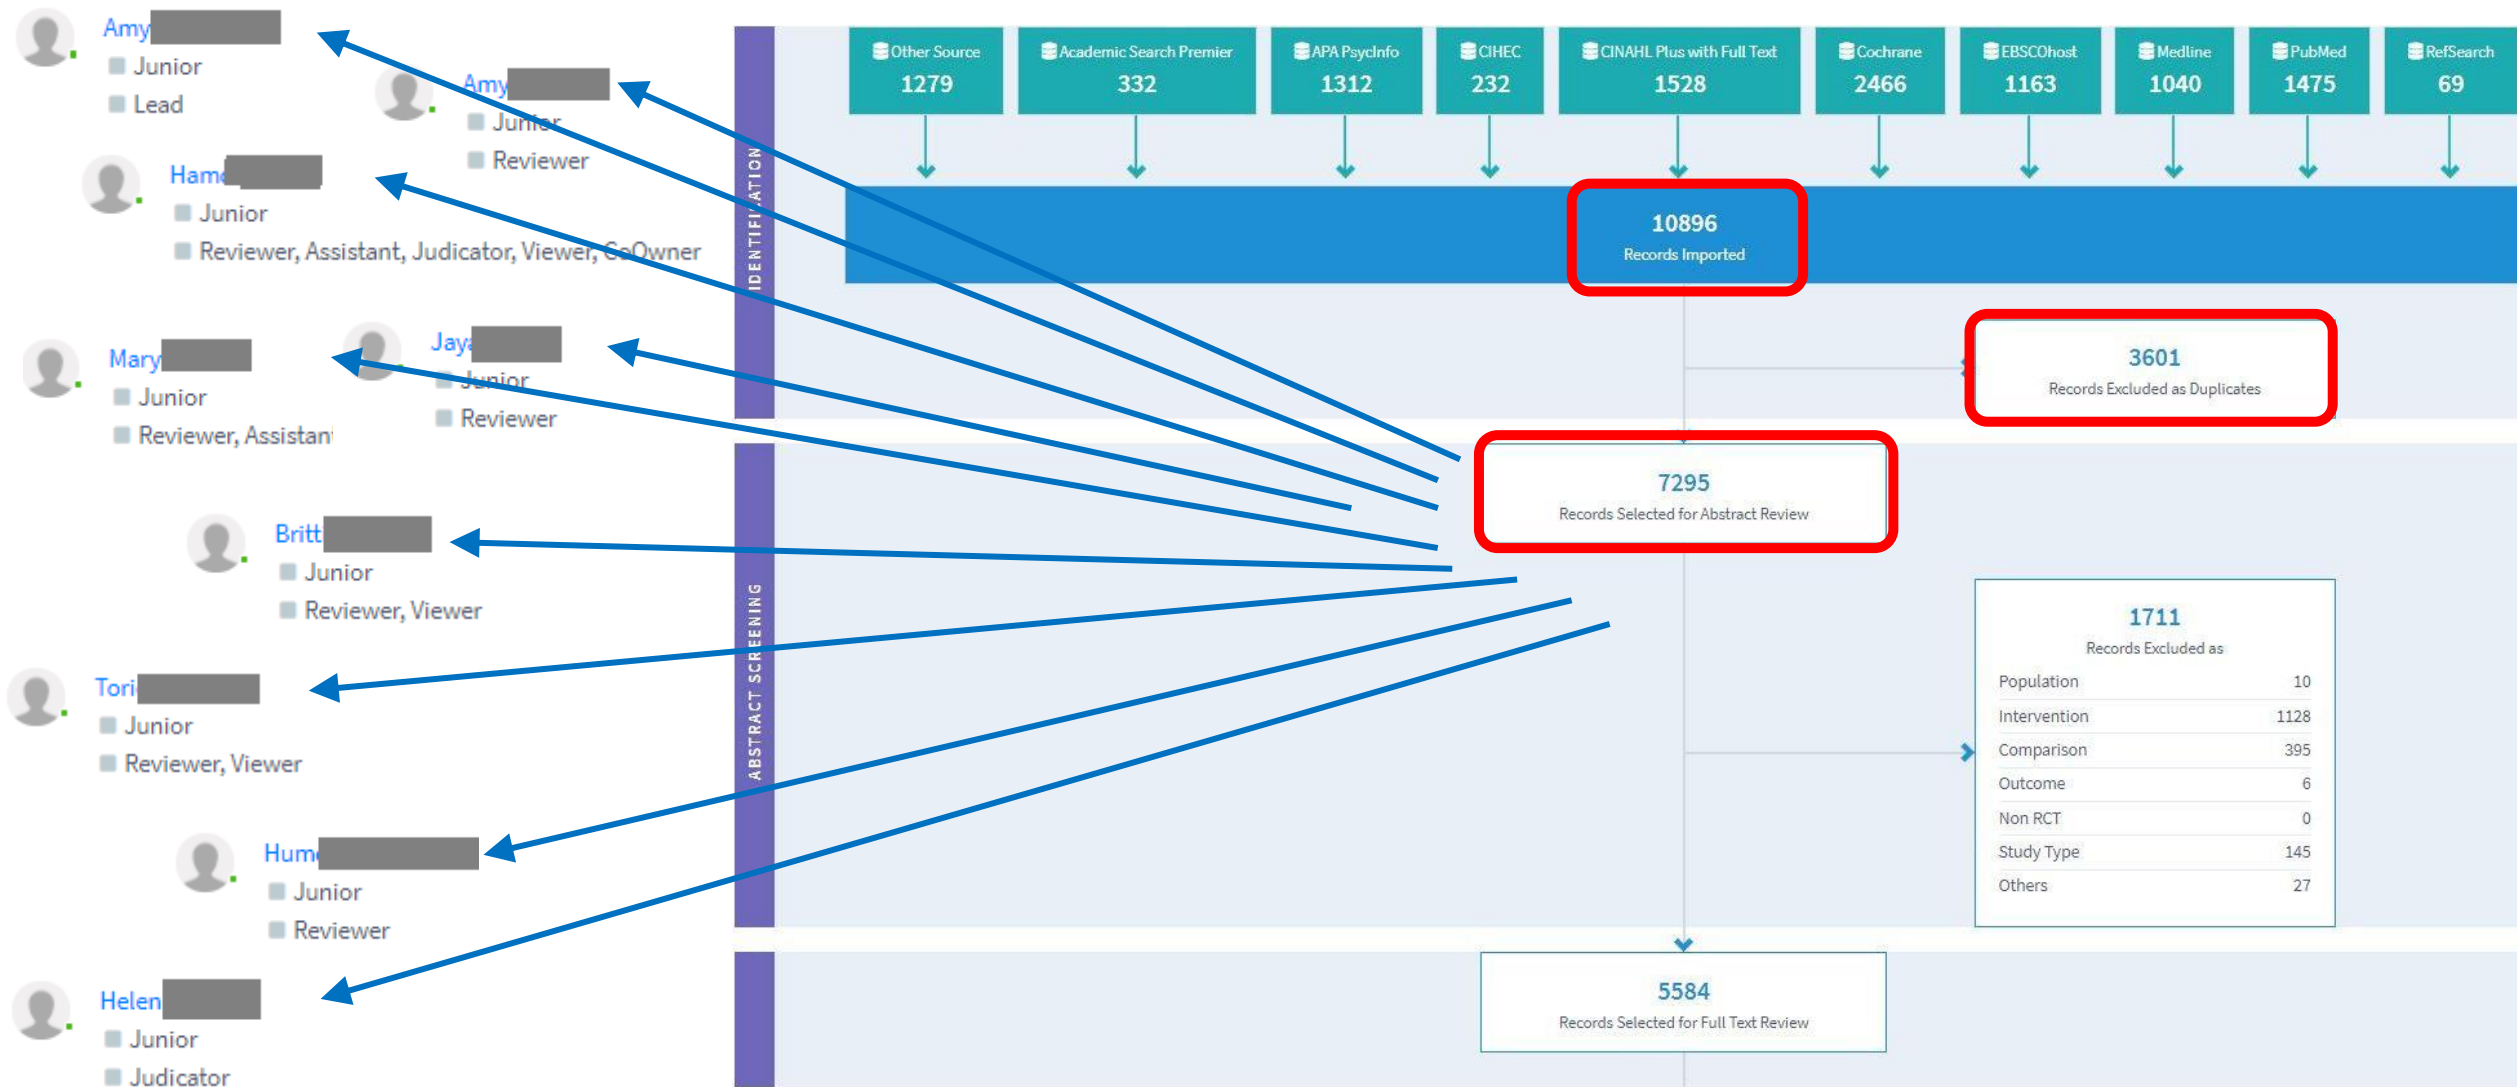 Amy
Junior
Lead
Amy
Junior
Reviewer
Junior
Reviewer, Assistant, Judicator, Viewer, CoOwner
Mary
Junior
Reviewer, Assistant
Junior
Reviewer
Junior
Reviewer, Viewer
Junior
Reviewer, Viewer
Junior
Reviewer
Helen
Junior
Judicator
IDENTIFICATION
Other Source
1279
Academic Search Premier
332
APA PsycInfo
1312
CIHEC
232
CINAHL Plus with Full Text
1528
Cochrane
2466
EBSCOhost
1163
Medline
1040
PubMed
1475
RefSearch
69
10896
Records Imported
3601
Records Excluded as Duplicates
ABSTRACT SCREENING
7295
Records Selected for Abstract Review
1711
Records Excluded as
Population 10
Intervention 1128
Comparison 395
Outcome 6
Non RCT 0
Study Type 145
Others 27
5584
Records Selected for Full Text Review